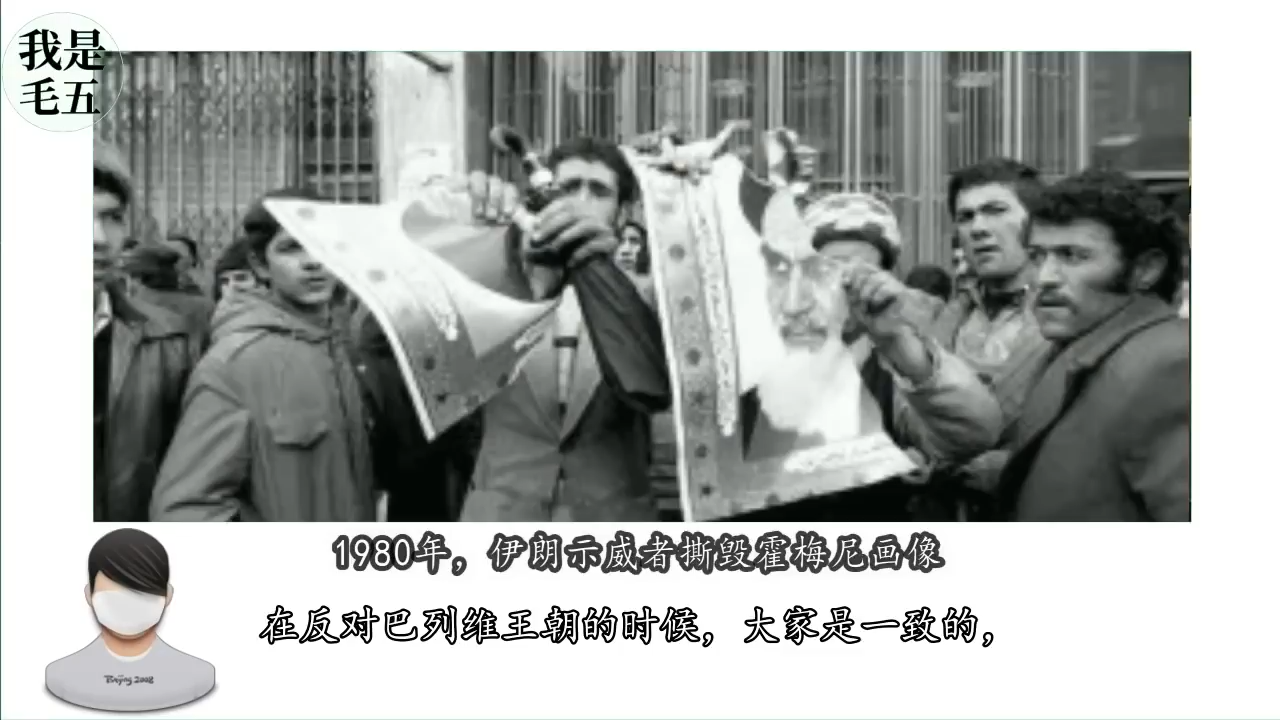 我是
毛五
1980年，伊朗示威者撕毁霍梅尼画像
在反对巴列维王朝的时候，大家是一致的，
Beijing 2008